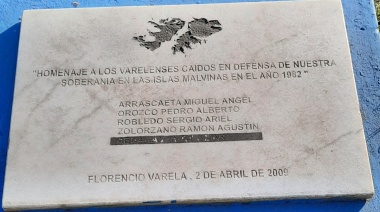 "HOMENAJE A LOS VARELENSES CAIDOS EN DEFENSA DE NUESTRA
SOBERANIA EN LAS ISLAS MALVINAS EN EL AÑO 1982"
ARRASCAETA MIGUEL ANGEL
OROZCO PEDRO ALBERTO
ROBLEDO SERGIO ARIEL
ZOLORZANO RAMON AGUSTIN
FLORENCIO VARELA , 2 DE ABRIL DE 2009